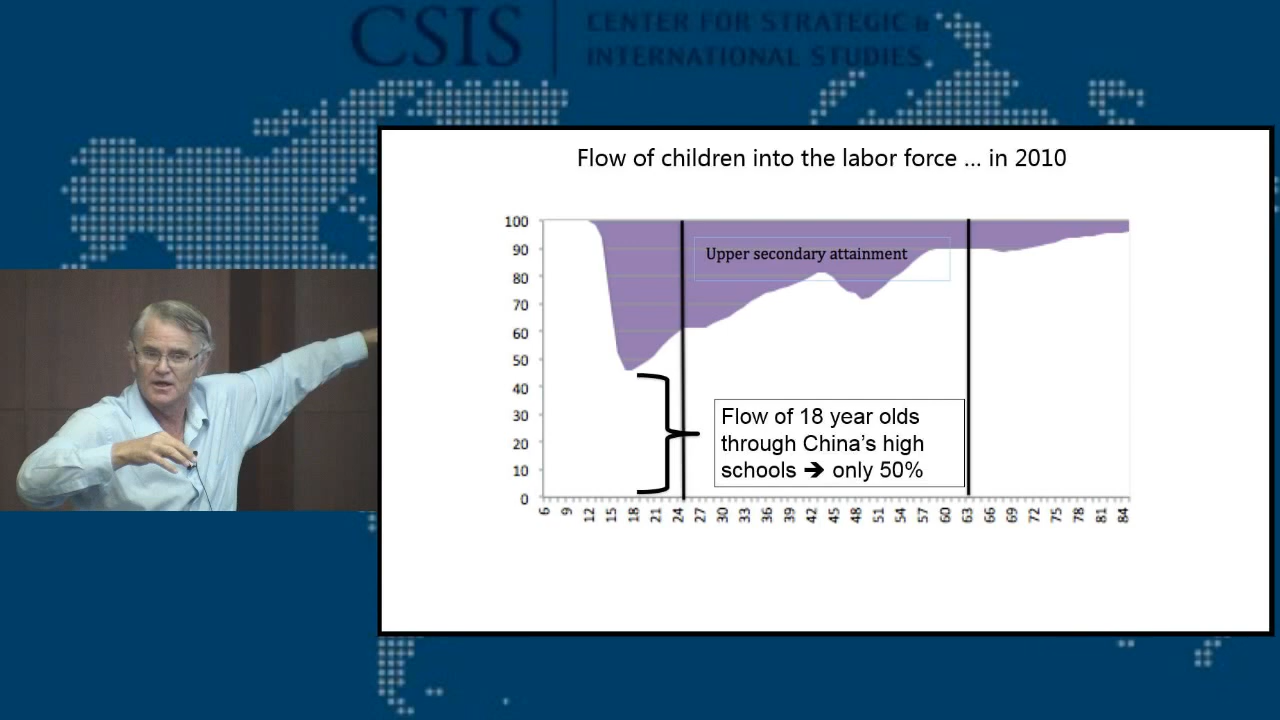 CSIS
CENTER FOR STRATEGIC &
INTERNATIONAL STUDIES
Flow of children into the labor force ... in 2010
100
90
80
70
60
50
40
30
20
10
0
Upper secondary attainment
Flow of 18 year olds
through China's high
schools ➔ only 50%
6 9 12 15 18 21 24 27 30 33 36 39 42 45 48 51 54 57 60 63 66 69 72 75 78 81 84